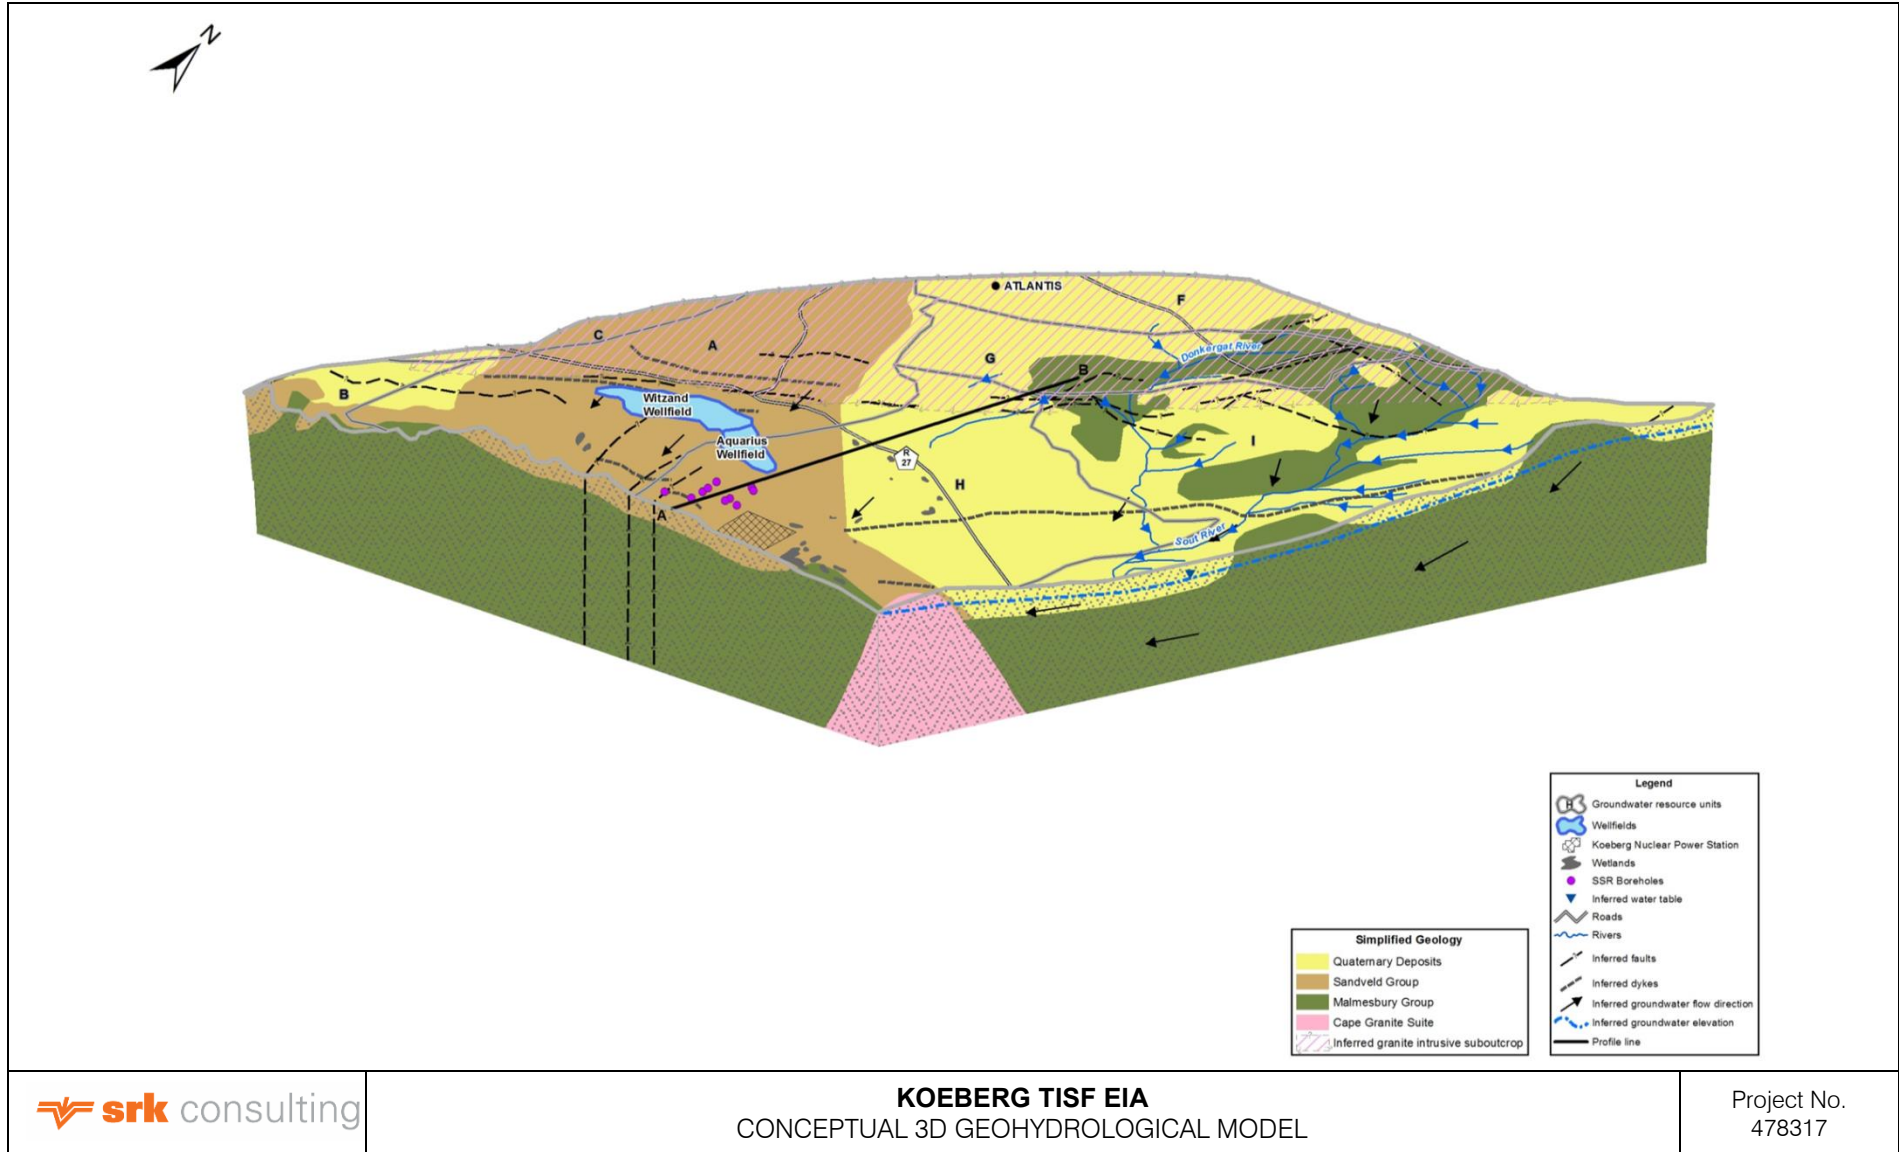 N
ATLANTIS
F
C
A
Donkergat River
G
B
B
Witzand
Wellfield
Aquarius
Wellfield
I
R
27
H
A
Sout River
Legend
H
Groundwater resource units
Wellfields
Koeberg Nuclear Power Station
Wetlands
SSR Boreholes
Inferred water table
Roads
Rivers
Inferred faults
Inferred dykes
Inferred groundwater flow direction
Inferred groundwater elevation
Profile line
Simplified Geology
Quaternary Deposits
Sandveld Group
Malmesbury Group
Cape Granite Suite
Inferred granite intrusive suboutcrop
srk consulting
KOEBERG TISF EIA
CONCEPTUAL 3D GEOHYDROLOGICAL MODEL
Project No.
478317